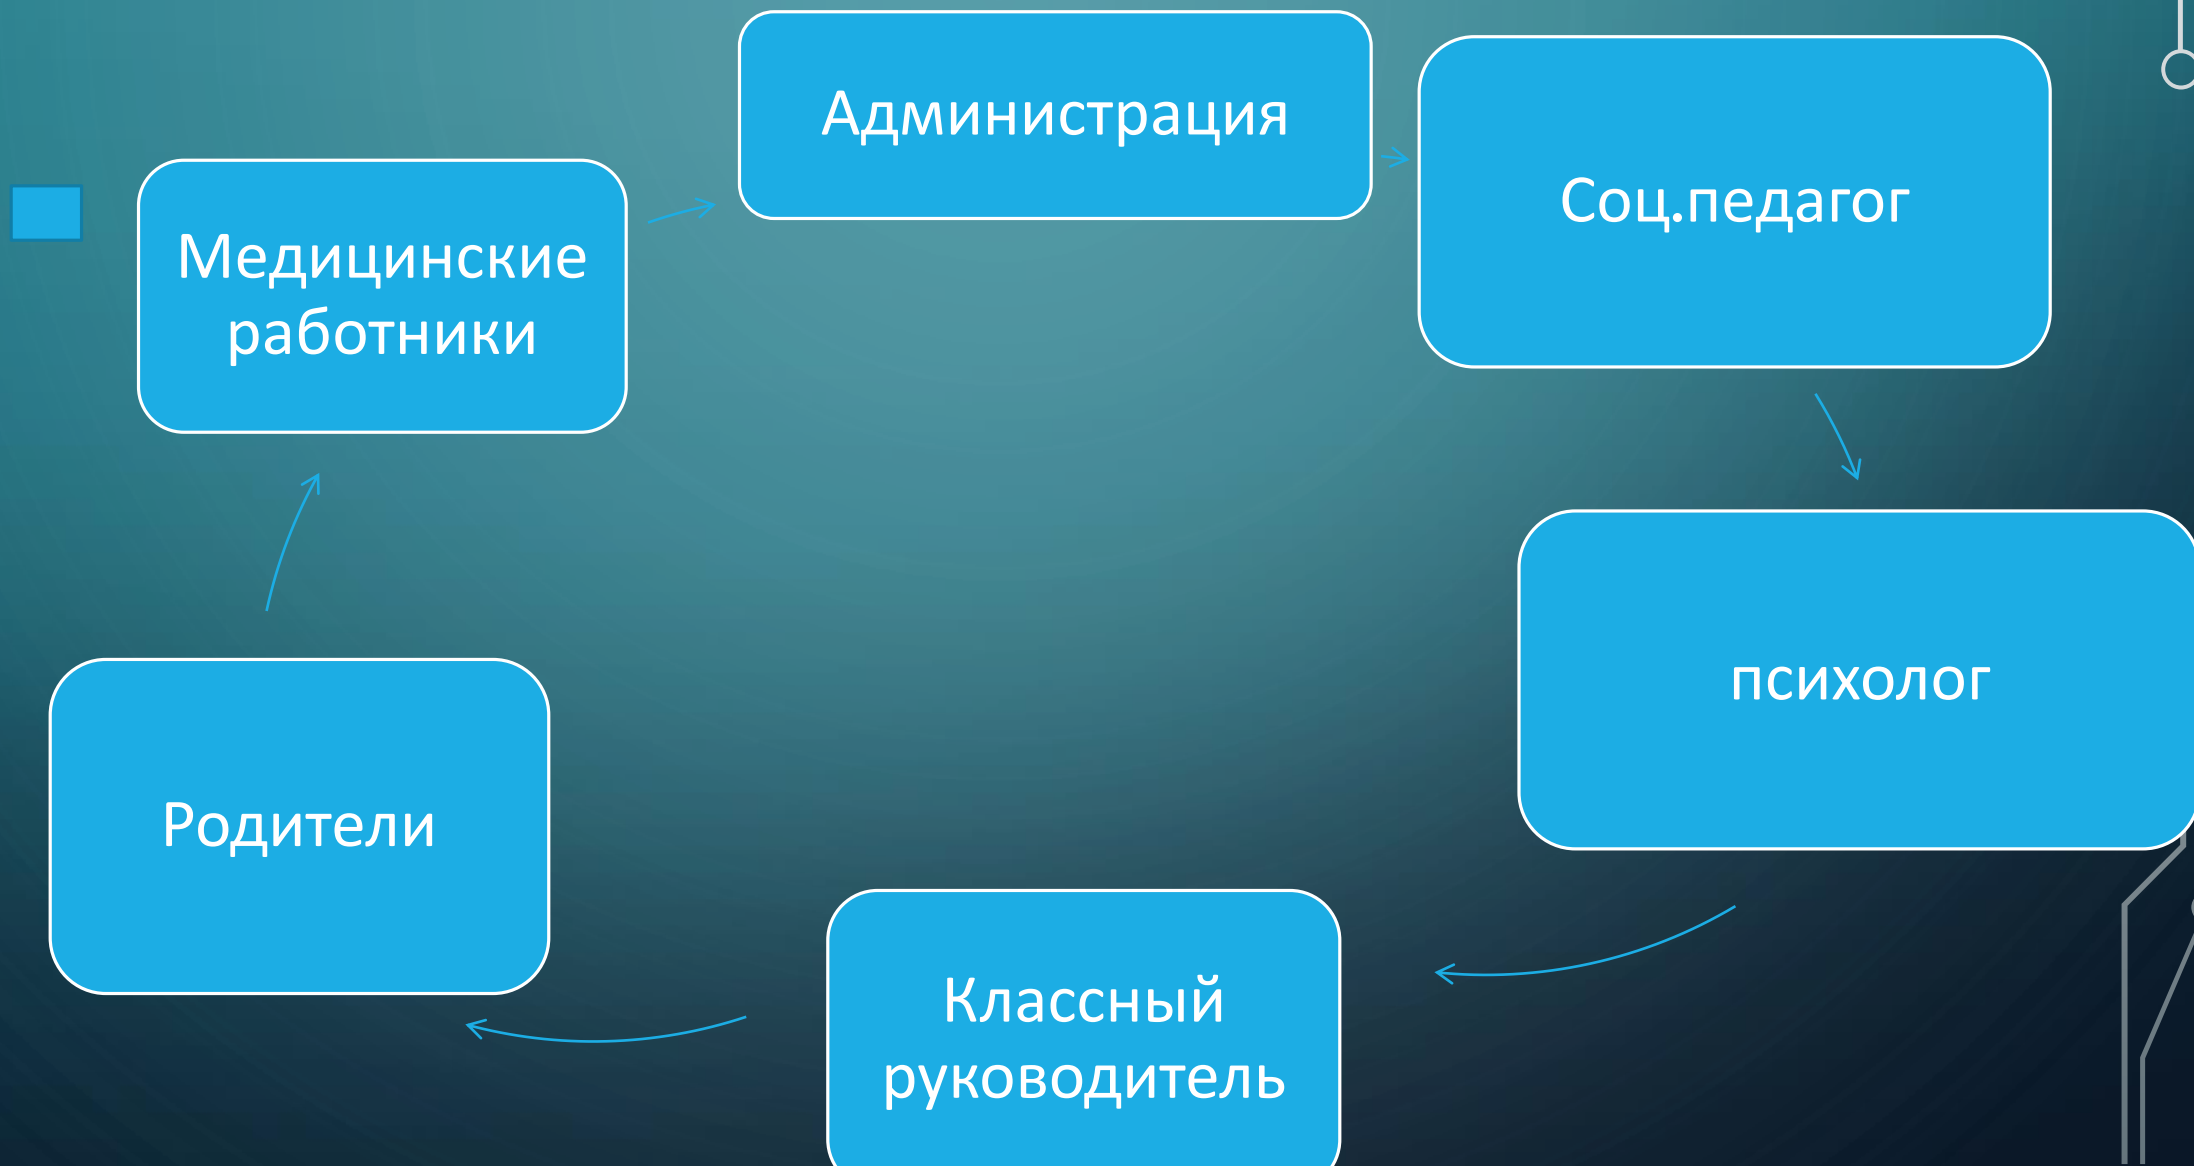 Администрация
Соц.педагог
Медицинские
работники
психолог
Родители
Классный
руководитель